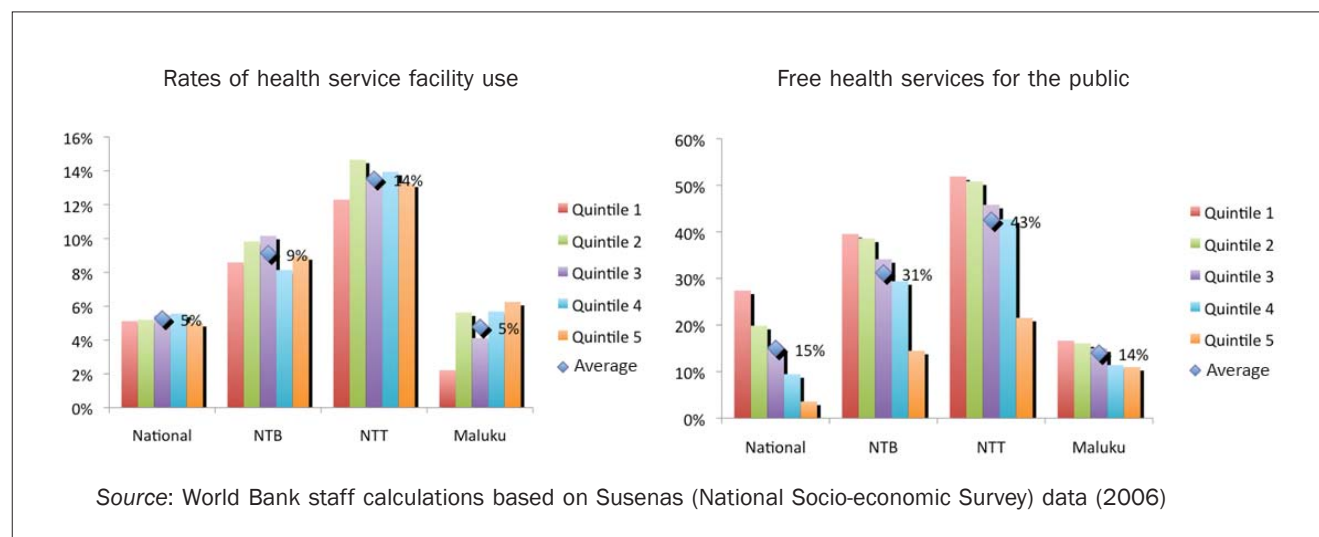 Rates of health service facility use
16%
14%
12%
10%
8%
6%
4%
2%
0%
5%
9%
14%
5%
National NTB NTT Maluku
Quintile 1
Quintile 2
Quintile 3
Quintile 4
Quintile 5
Average
Free health services for the public
60%
50%
40%
30%
20%
10%
0%
15%
31%
43%
14%
National NTB NTT Maluku
Quintile 1
Quintile 2
Quintile 3
Quintile 4
Quintile 5
Average
Source: World Bank staff calculations based on Susenas (National Socio-economic Survey) data (2006)